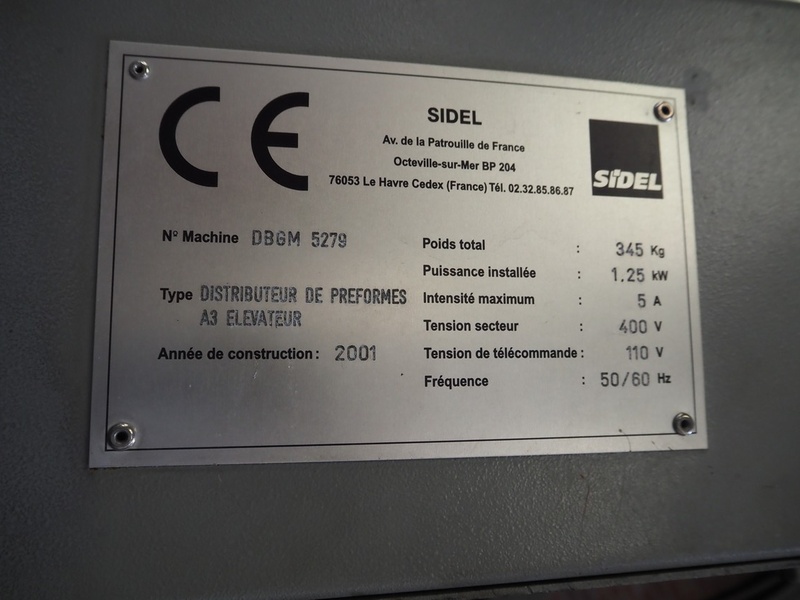 CE
SIDEL
Av. de la Patrouille de France
Octeville-sur-Mer BP 204
76053 Le Havre Cedex (France) Tél. 02.32.85.86.87
SIDEL
Nº Machine DBGM 5279
Type DISTRIBUTEUR DE PREFORMES
A3 ELEVATEUR
Année de construction : 2001
Poids total : 345 Kg
Puissance installée : 1.25 kW
Intensité maximum : 5 A
Tension secteur : 400 V
Tension de télécommande : 110 V
Fréquence : 50/60 Hz